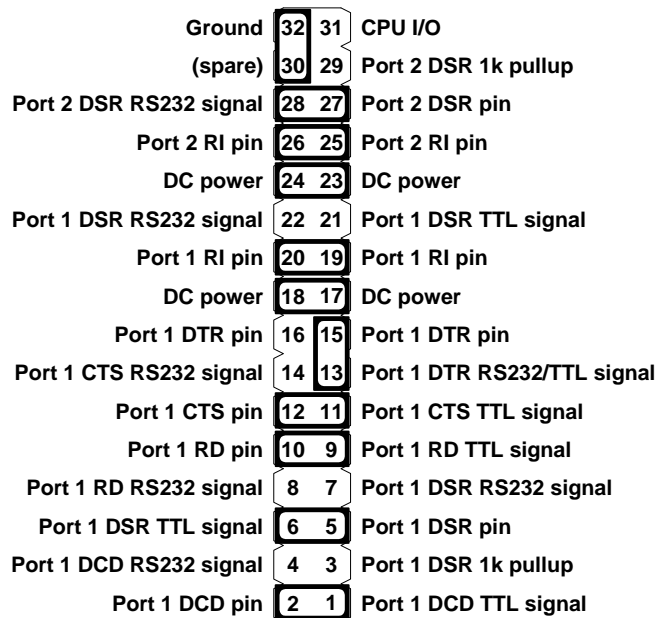 Ground 32 31 CPU I/O
(spare) 30 29 Port 2 DSR 1k pullup
Port 2 DSR RS232 signal 28 27 Port 2 DSR pin
Port 2 RI pin 26 25 Port 2 RI pin
DC power 24 23 DC power
Port 1 DSR RS232 signal 22 21 Port 1 DSR TTL signal
Port 1 RI pin 20 19 Port 1 RI pin
DC power 18 17 DC power
Port 1 DTR pin 16 15 Port 1 DTR pin
Port 1 CTS RS232 signal 14 13 Port 1 DTR RS232/TTL signal
Port 1 CTS pin 12 11 Port 1 CTS TTL signal
Port 1 RD pin 10 9 Port 1 RD TTL signal
Port 1 RD RS232 signal 8 7 Port 1 DSR RS232 signal
Port 1 DSR TTL signal 6 5 Port 1 DSR pin
Port 1 DCD RS232 signal 4 3 Port 1 DSR 1k pullup
Port 1 DCD pin 2 1 Port 1 DCD TTL signal